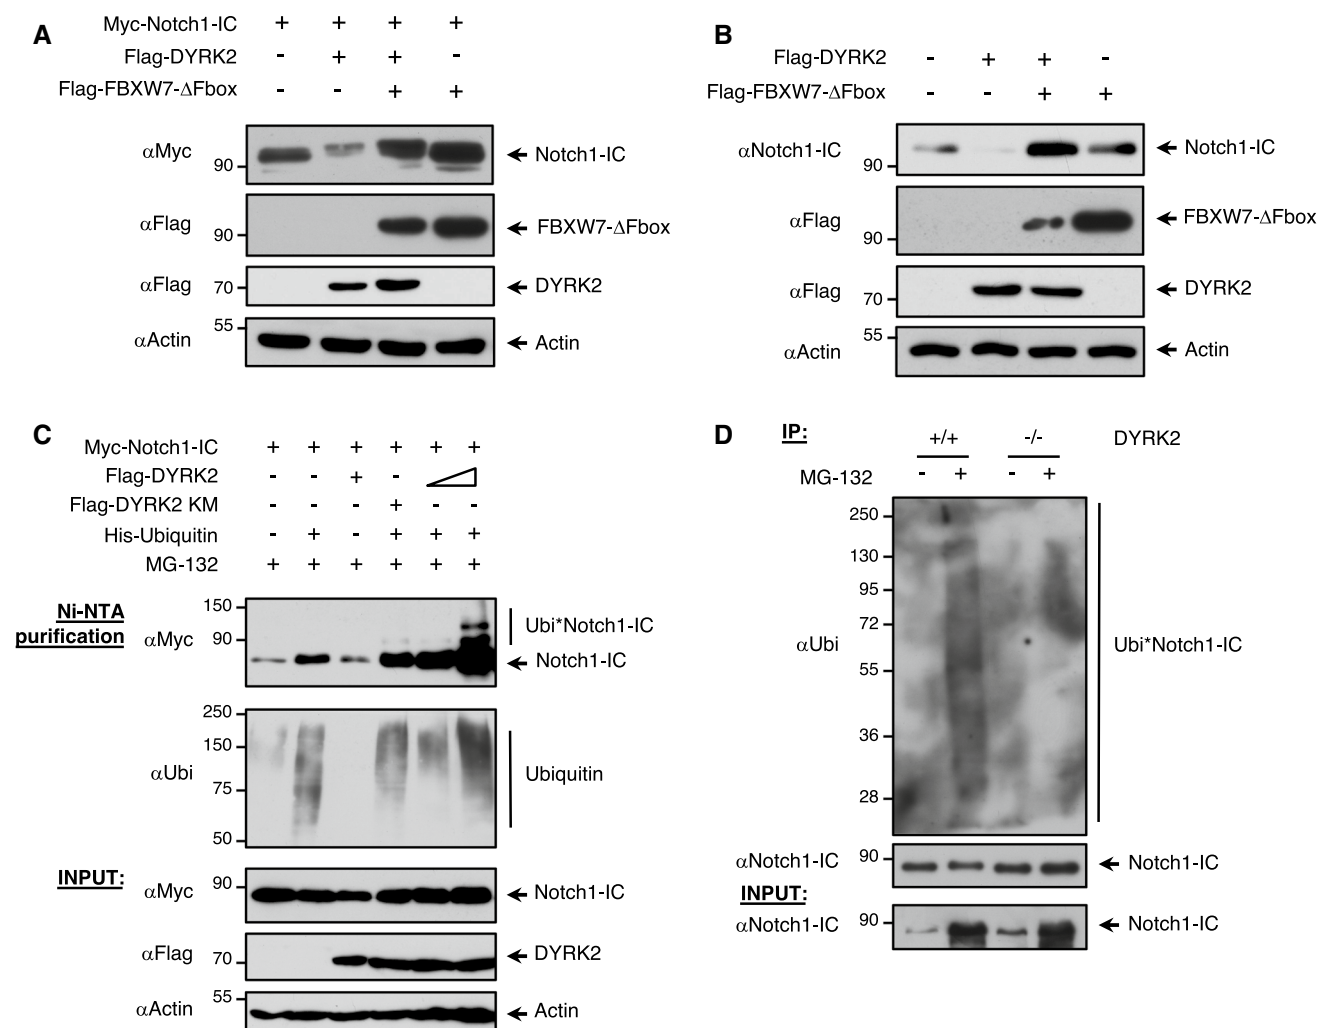 A
Myc-Notch1-IC + + + +
Flag-DYRK2 - + + -
Flag-FBXW7-ΔFbox - - + +
αMyc 90 Notch1-IC
αFlag 90 FBXW7-ΔFbox
αFlag 70 DYRK2
αActin 55 Actin
B
Flag-DYRK2 - + + -
Flag-FBXW7-ΔFbox - - + +
αNotch1-IC 90 Notch1-IC
αFlag 90 FBXW7-ΔFbox
αFlag 70 DYRK2
αActin 55 Actin
C
Myc-Notch1-IC + + + + + +
Flag-DYRK2 - - + -
Flag-DYRK2 KM - - - + - -
His-Ubiquitin - + - + + +
MG-132 + + + + + +
Ni-NTA
purification
αMyc 150 90 Ubi*Notch1-IC
Notch1-IC
αUbi 250 150 75 50 Ubiquitin
INPUT:
αMyc 90 Notch1-IC
αFlag 70 DYRK2
αActin 55 Actin
D
IP: +/+ -/- DYRK2
MG-132 - + - +
250
130
95
72
αUbi Ubi*Notch1-IC
55
36
28
αNotch1-IC 90 Notch1-IC
INPUT:
αNotch1-IC 90 Notch1-IC